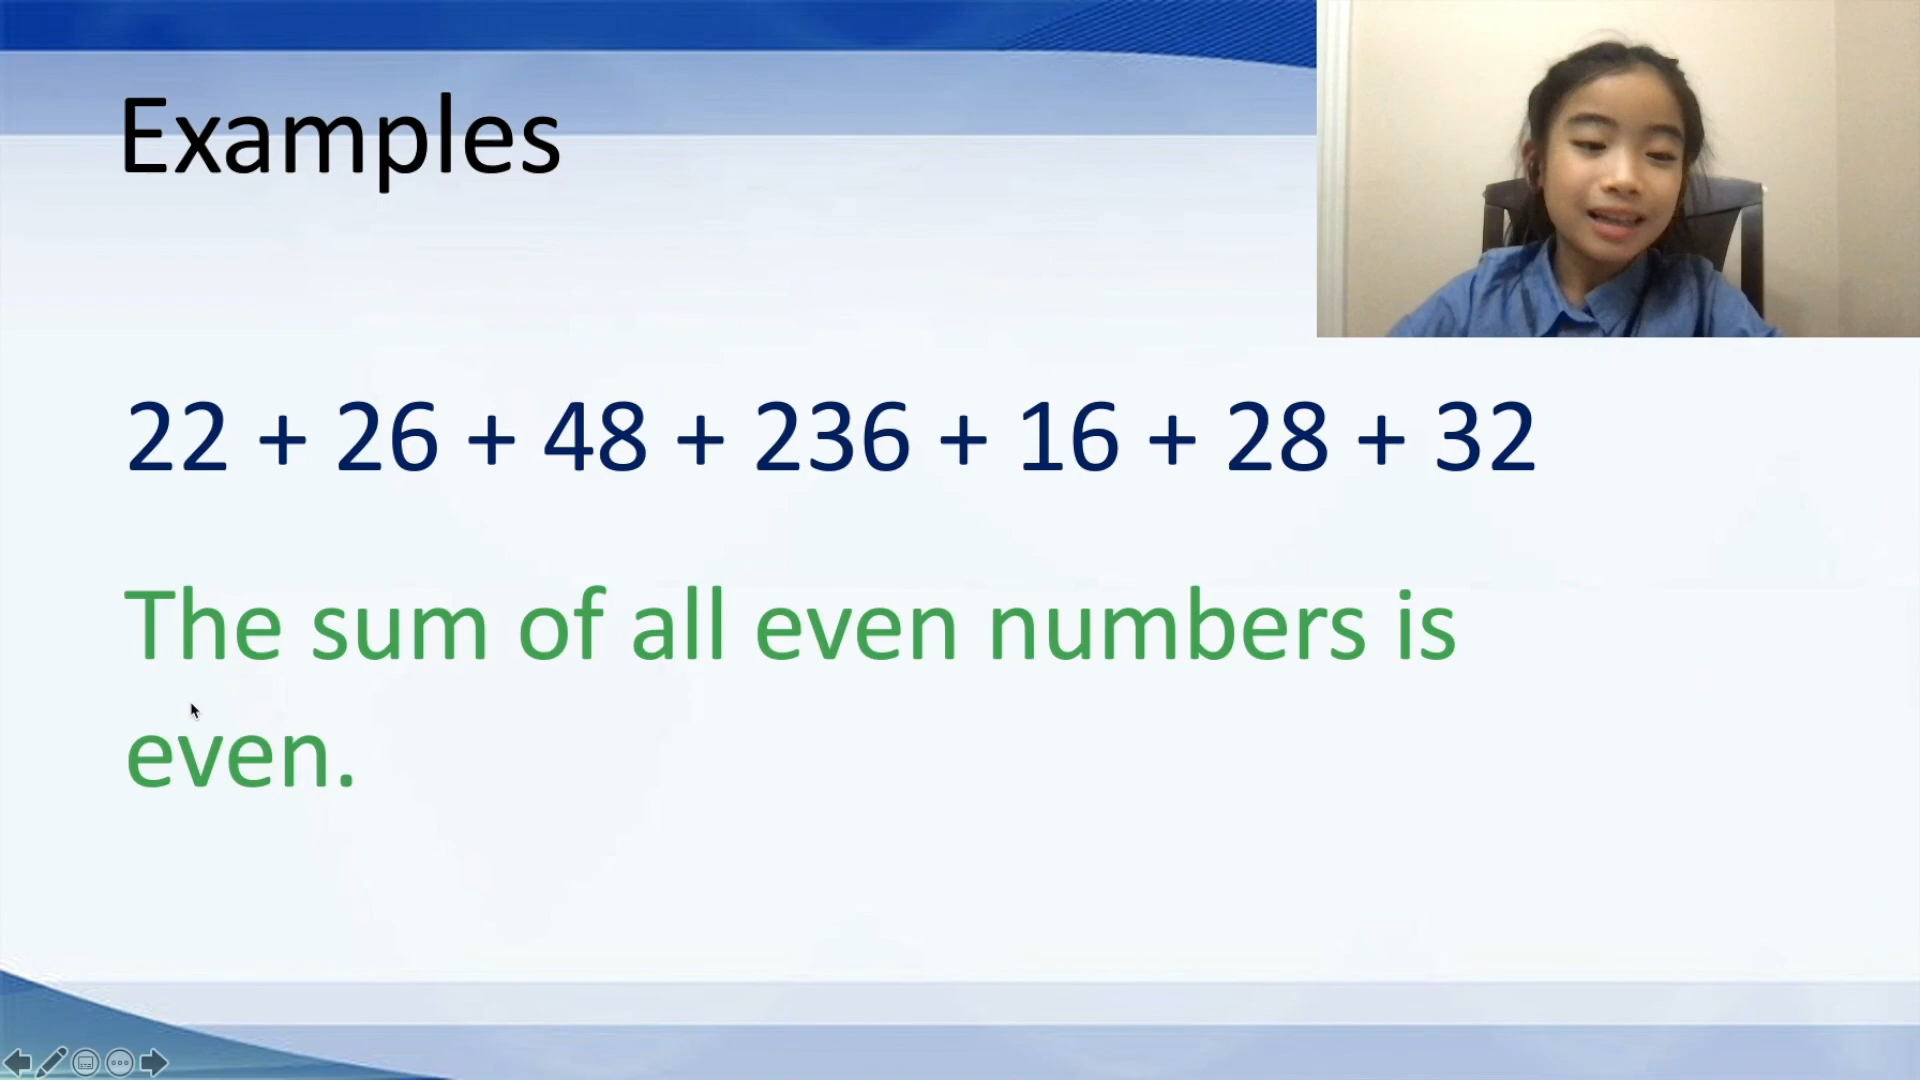 Examples
22 + 26 + 48 + 236 + 16 + 28 + 32
The sum of all even numbers is
even.